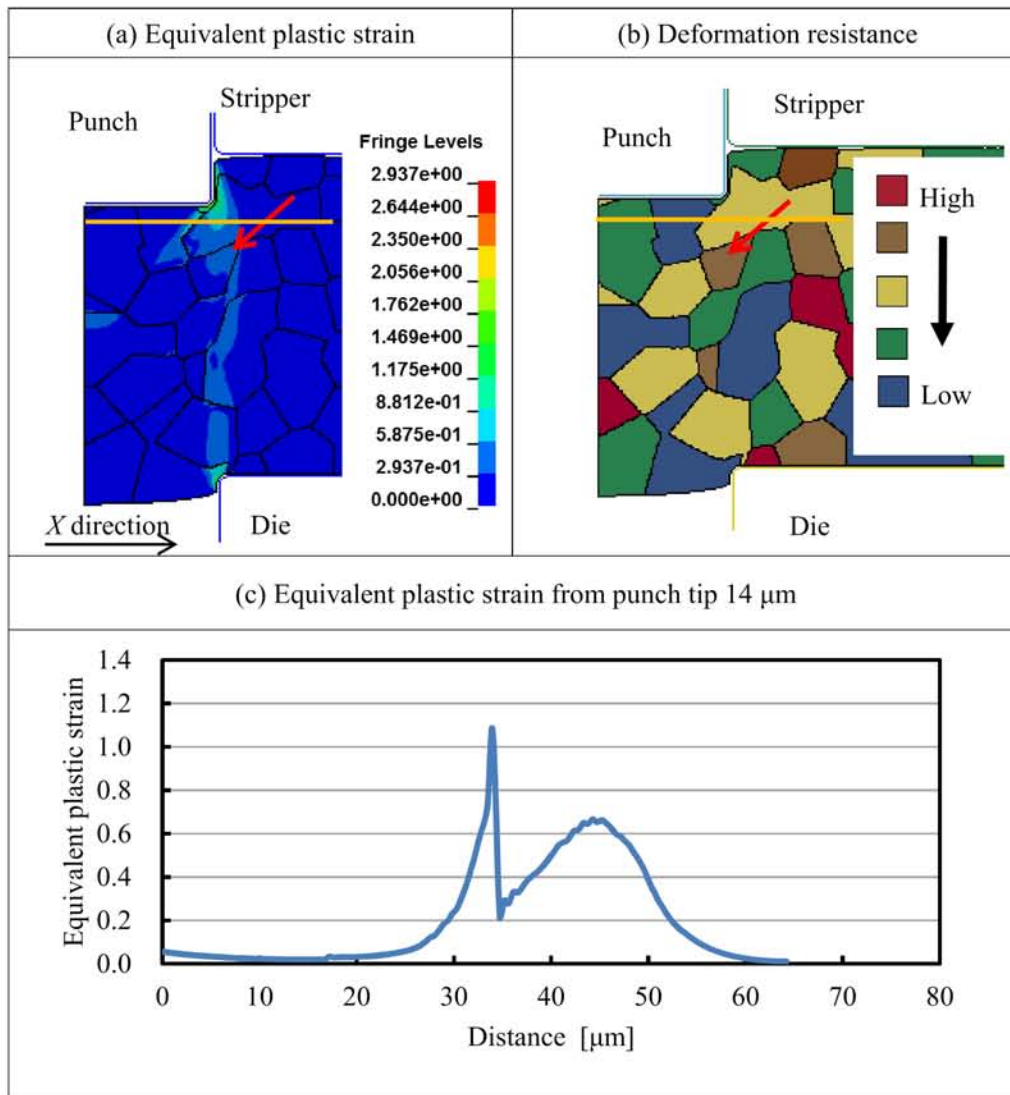 (a) Equivalent plastic strain
Stripper
Punch
Fringe Levels
2.937e+00
2.644e+00
2.350e+00
2.056e+00
1.762e+00
1.469e+00
1.175e+00
8.812e-01
5.875e-01
2.937e-01
0.000e+00
X direction
Die
(b) Deformation resistance
Stripper
Punch
High
Low
Die
(c) Equivalent plastic strain from punch tip 14 μm
Equivalent plastic strain
1.4
1.2
1.0
0.8
0.6
0.4
0.2
0.0
0 10 20 30 40 50 60 70 80
Distance [μm]